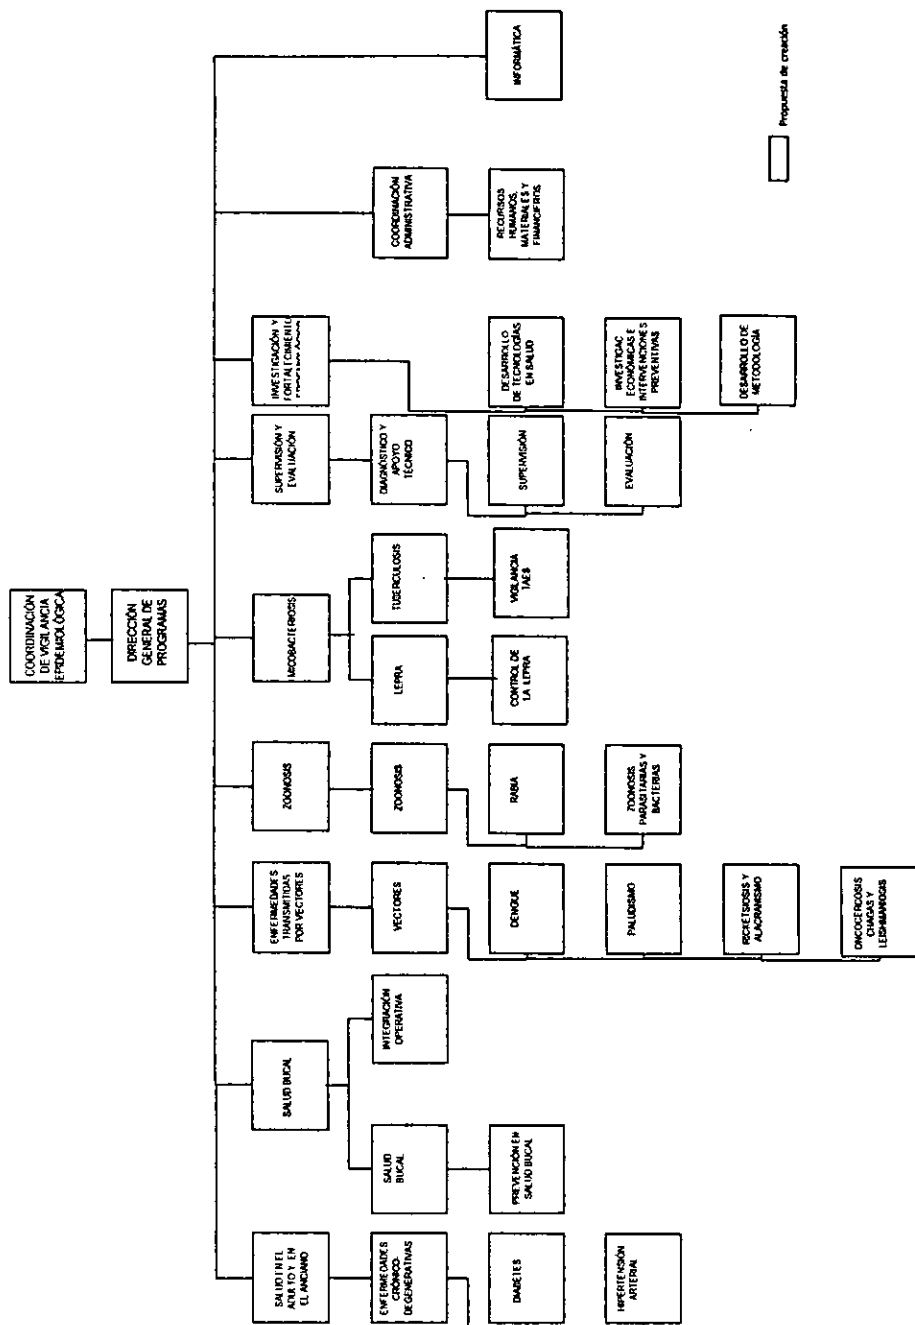 COORDINACIÓN
DE VIGILANCIA
EPIDEMIOLÓGICA
DIRECCIÓN
GENERAL DE
PROGRAMAS
SALUD EN EL
ADULTO Y EN
EL ANCIANO
SALUD BUCAL
ENFERMEDADES
TRANSMITIDAS
POR VECTORES
ZOONOSIS
MICOBACTERIOSIS
SUPERVISIÓN Y
EVALUACIÓN
INVESTIGACIÓN Y
FORTALECIMIENTO
ENFERMEDADES
CRÓNICO-
DEGENERATIVAS
SALUD
BUCAL
INTEGRACIÓN
OPERATIVA
VECTORES
ZOONOSIS
LEPRA
TUBERCULOSIS
DIAGNÓSTICO Y
APOYO
TÉCNICO
COORDINACIÓN
ADMINISTRATIVA
DIABETES
PREVENCIÓN EN
SALUD BUCAL
DENGUE
RABIA
CONTROL DE
LA LEPRA
VIGILANCIA
TAES
SUPERVISIÓN
DESARROLLO
DE TECNOLOGÍAS
EN SALUD
RECURSOS
HUMANOS,
MATERIALES Y
FINANCIEROS
INFORMÁTICA
HIPERTENSIÓN
ARTERIAL
PALUDISMO
ZOONOSIS
PARASITARIAS Y
BACTERIAS
EVALUACIÓN
INVESTIGAC
ECONÓMICAS E
INTERVENCIONES
PREVENTIVAS
RICKETSIOSIS Y
ALACRANISMO
DESARROLLO DE
METODOLOGÍA
ONCOCERCOSIS
CHAGAS Y
LEISHMANIOSIS
Propuesta de creación